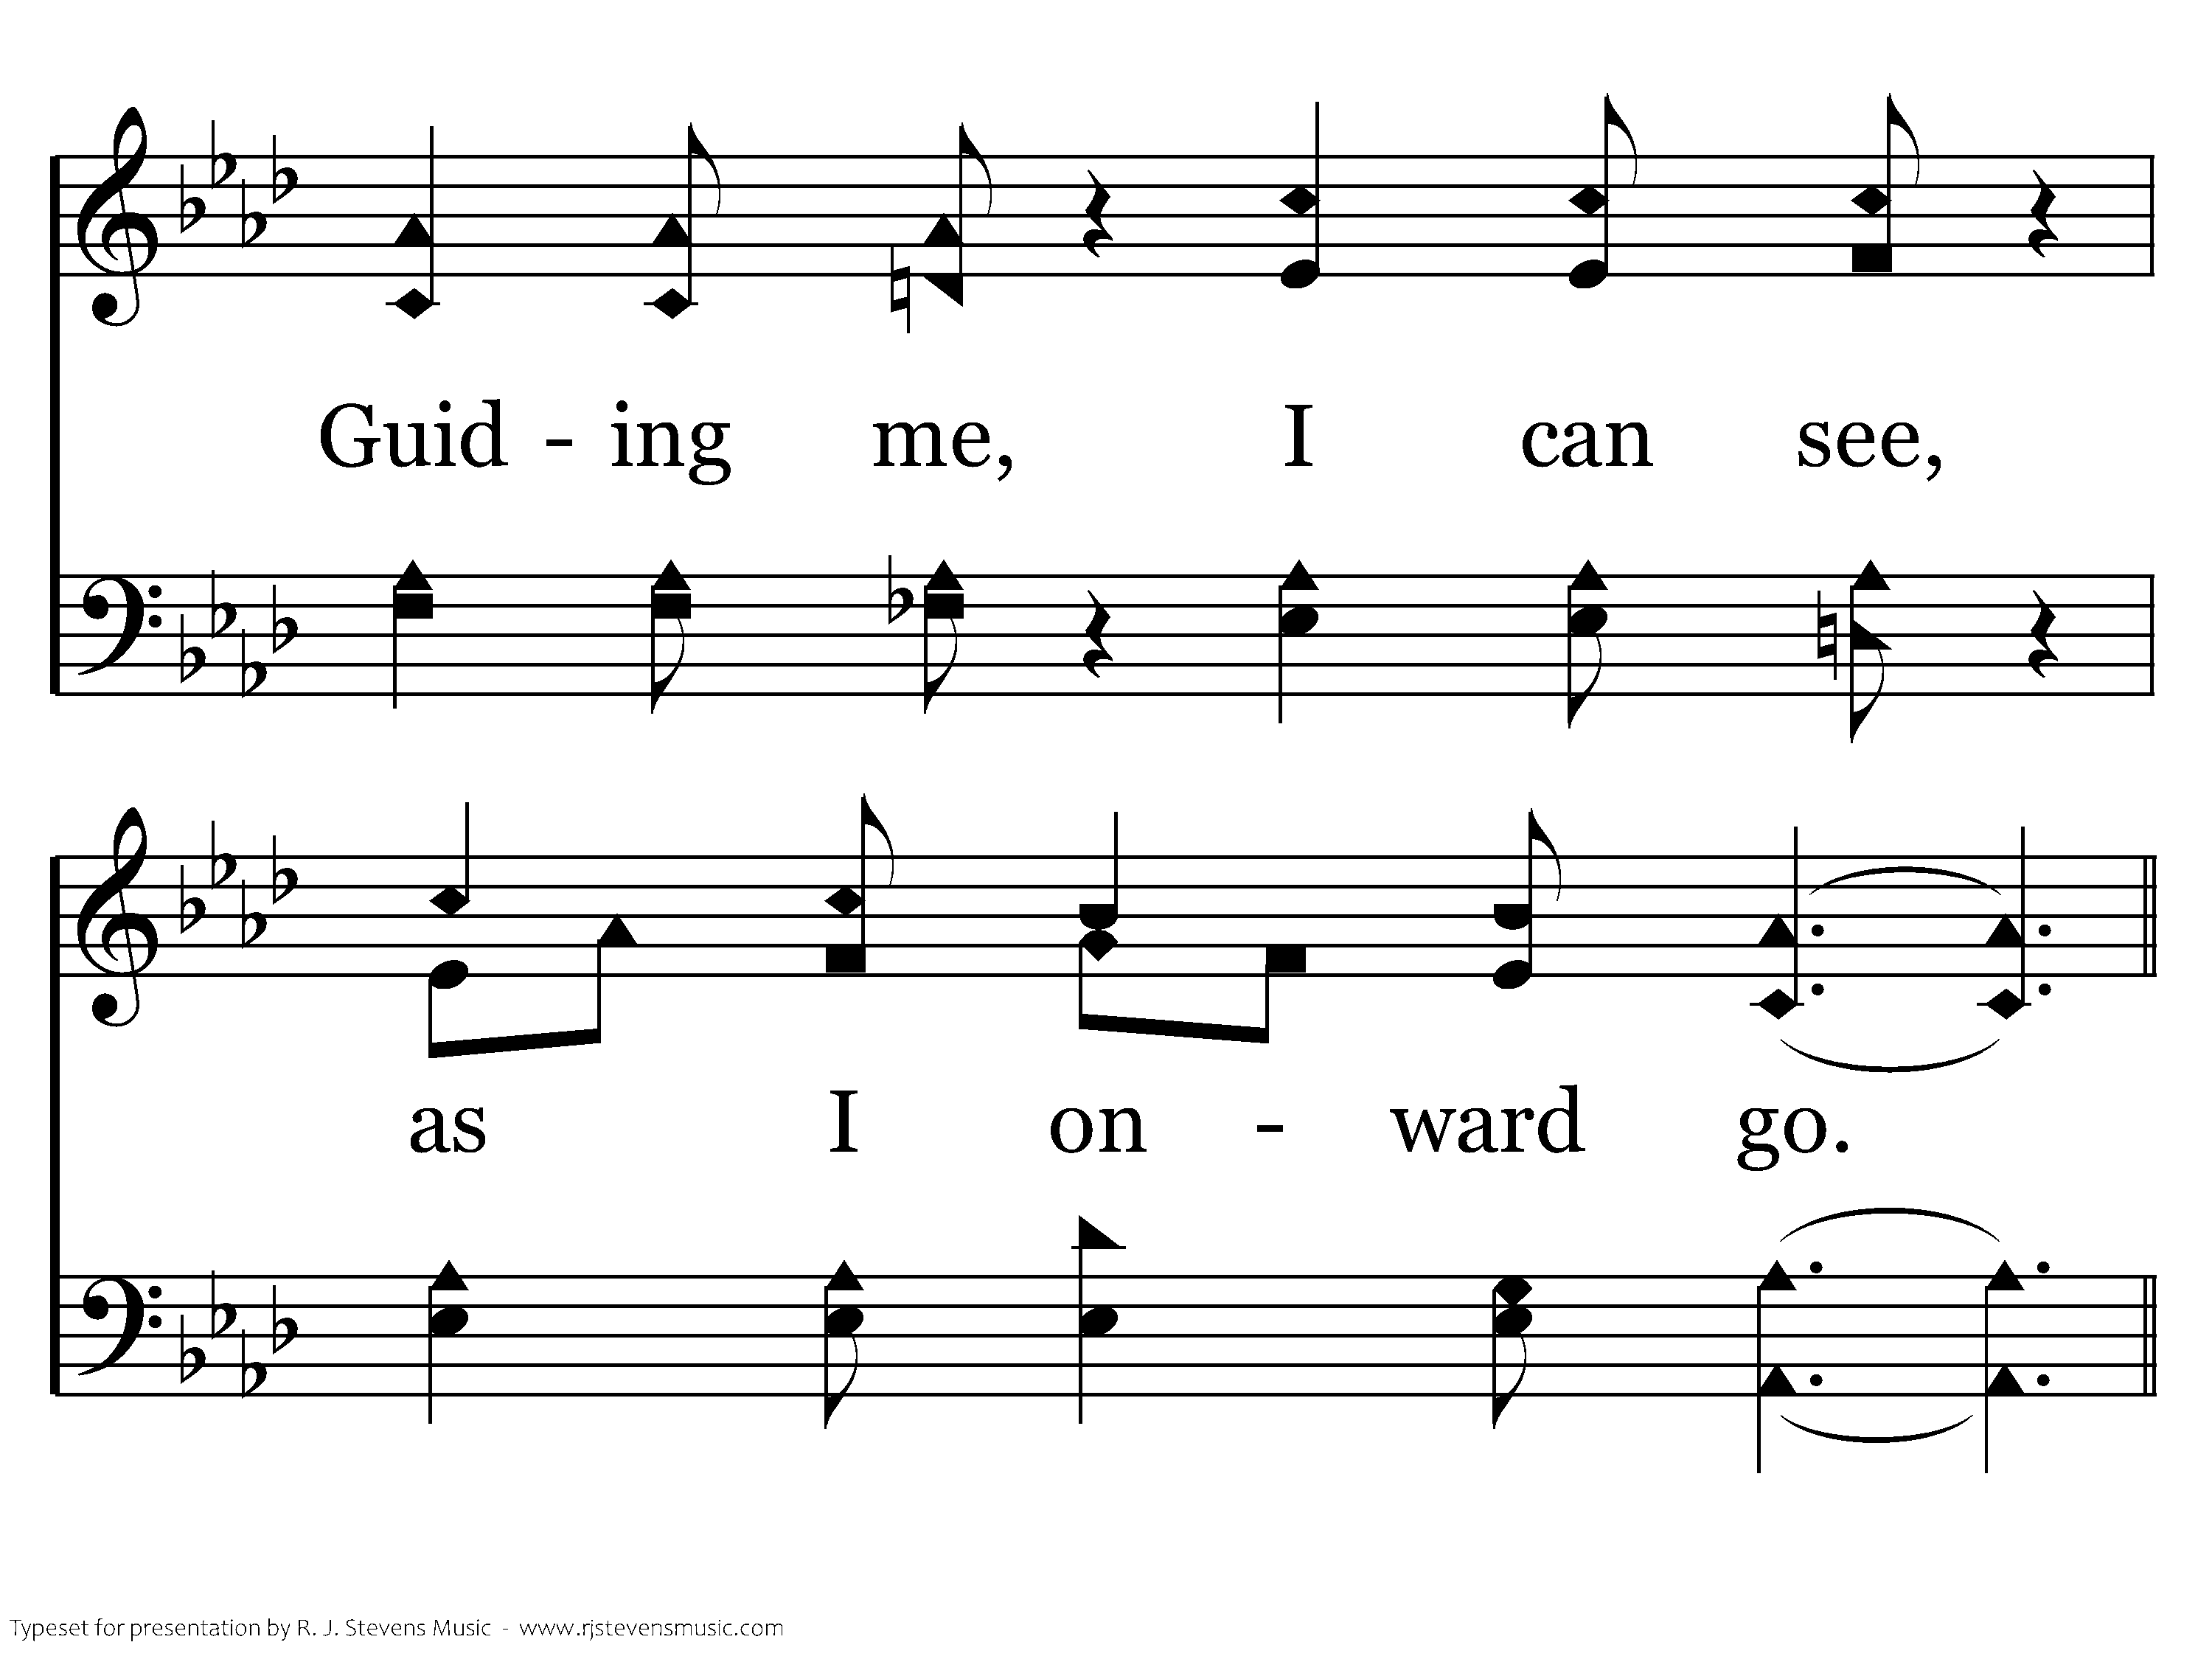 Guid - ing me, I can see,
as I on - ward go.
Typeset for presentation by R. J. Stevens Music - www.rjstevensmusic.com